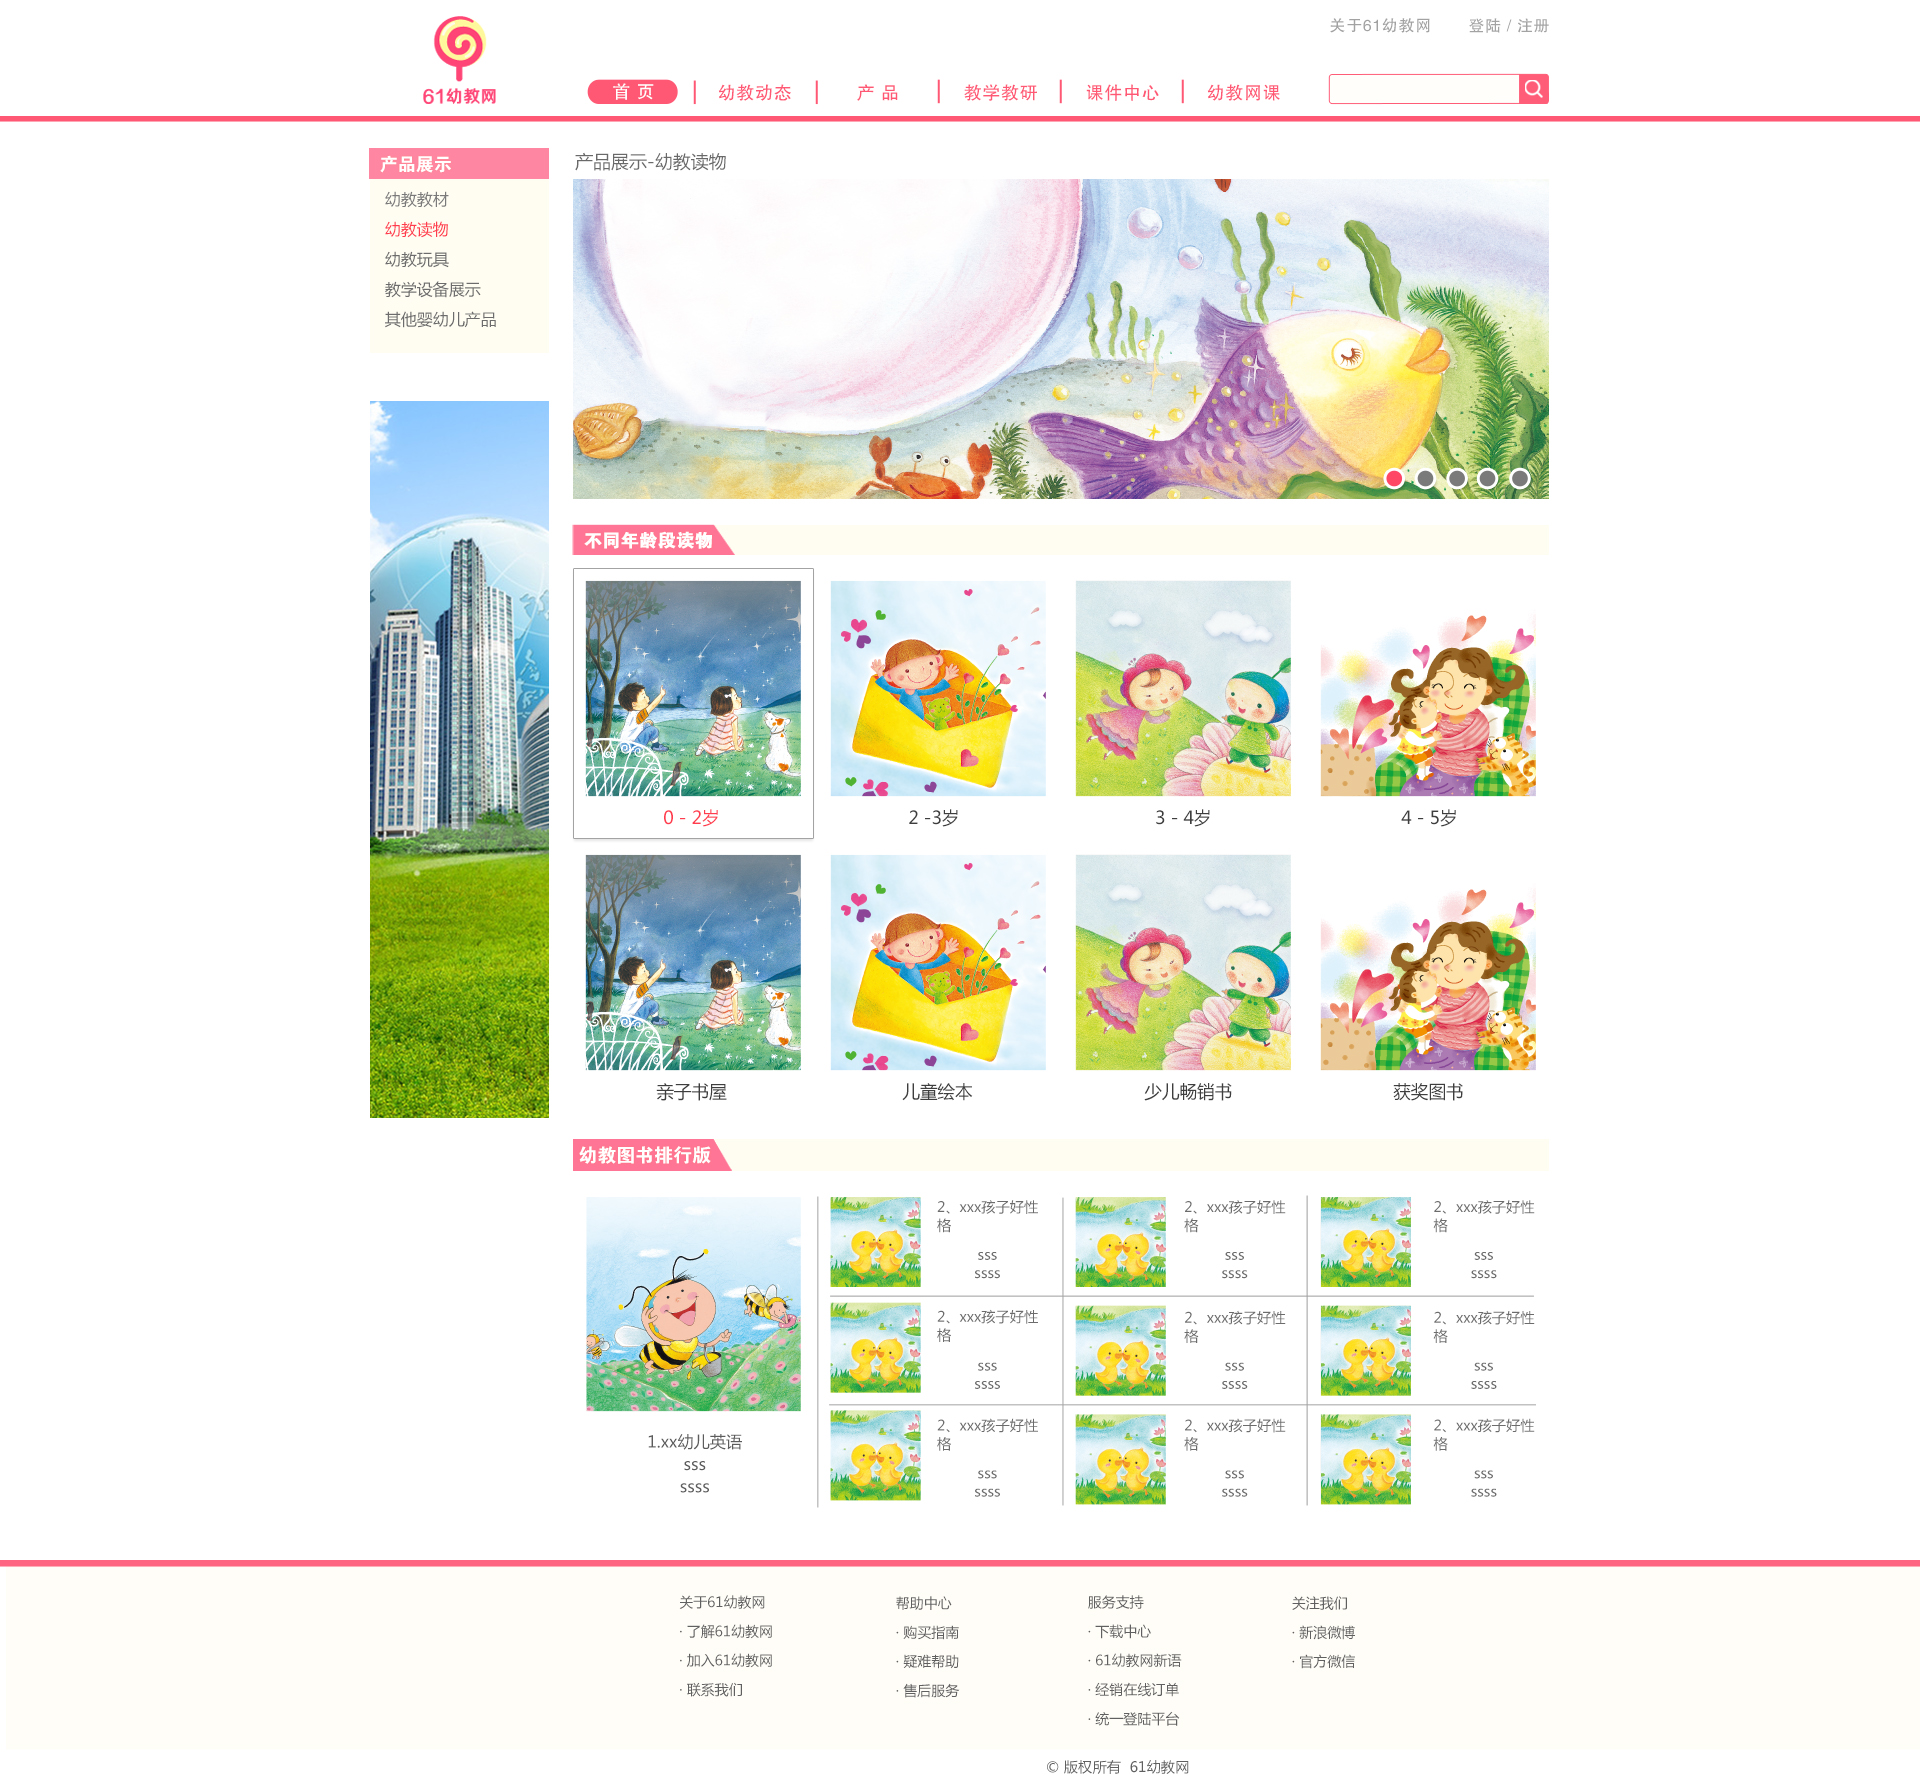 关于61幼教网 登陆 / 注册
61幼教网
首 页 幼教动态 产 品 教学教研 课件中心 幼教网课
产品展示
幼教教材
幼教读物
幼教玩具
教学设备展示
其他婴幼儿产品
产品展示-幼教读物
不同年龄段读物
0 - 2岁 2 -3岁 3 - 4岁 4 - 5岁
亲子书屋 儿童绘本 少儿畅销书 获奖图书
幼教图书排行版
1.xx幼儿英语
sss
ssss
2、xxx孩子好性
格
sss
ssss
2、xxx孩子好性
格
sss
ssss
2、xxx孩子好性
格
sss
ssss
2、xxx孩子好性
格
sss
ssss
2、xxx孩子好性
格
sss
ssss
2、xxx孩子好性
格
sss
ssss
2、xxx孩子好性
格
sss
ssss
2、xxx孩子好性
格
sss
ssss
2、xxx孩子好性
格
sss
ssss
关于61幼教网
· 了解61幼教网
· 加入61幼教网
· 联系我们
帮助中心
· 购买指南
· 疑难帮助
· 售后服务
服务支持
· 下载中心
· 61幼教网新语
· 经销在线订单
· 统一登陆平台
关注我们
· 新浪微博
· 官方微信
© 版权所有 61幼教网